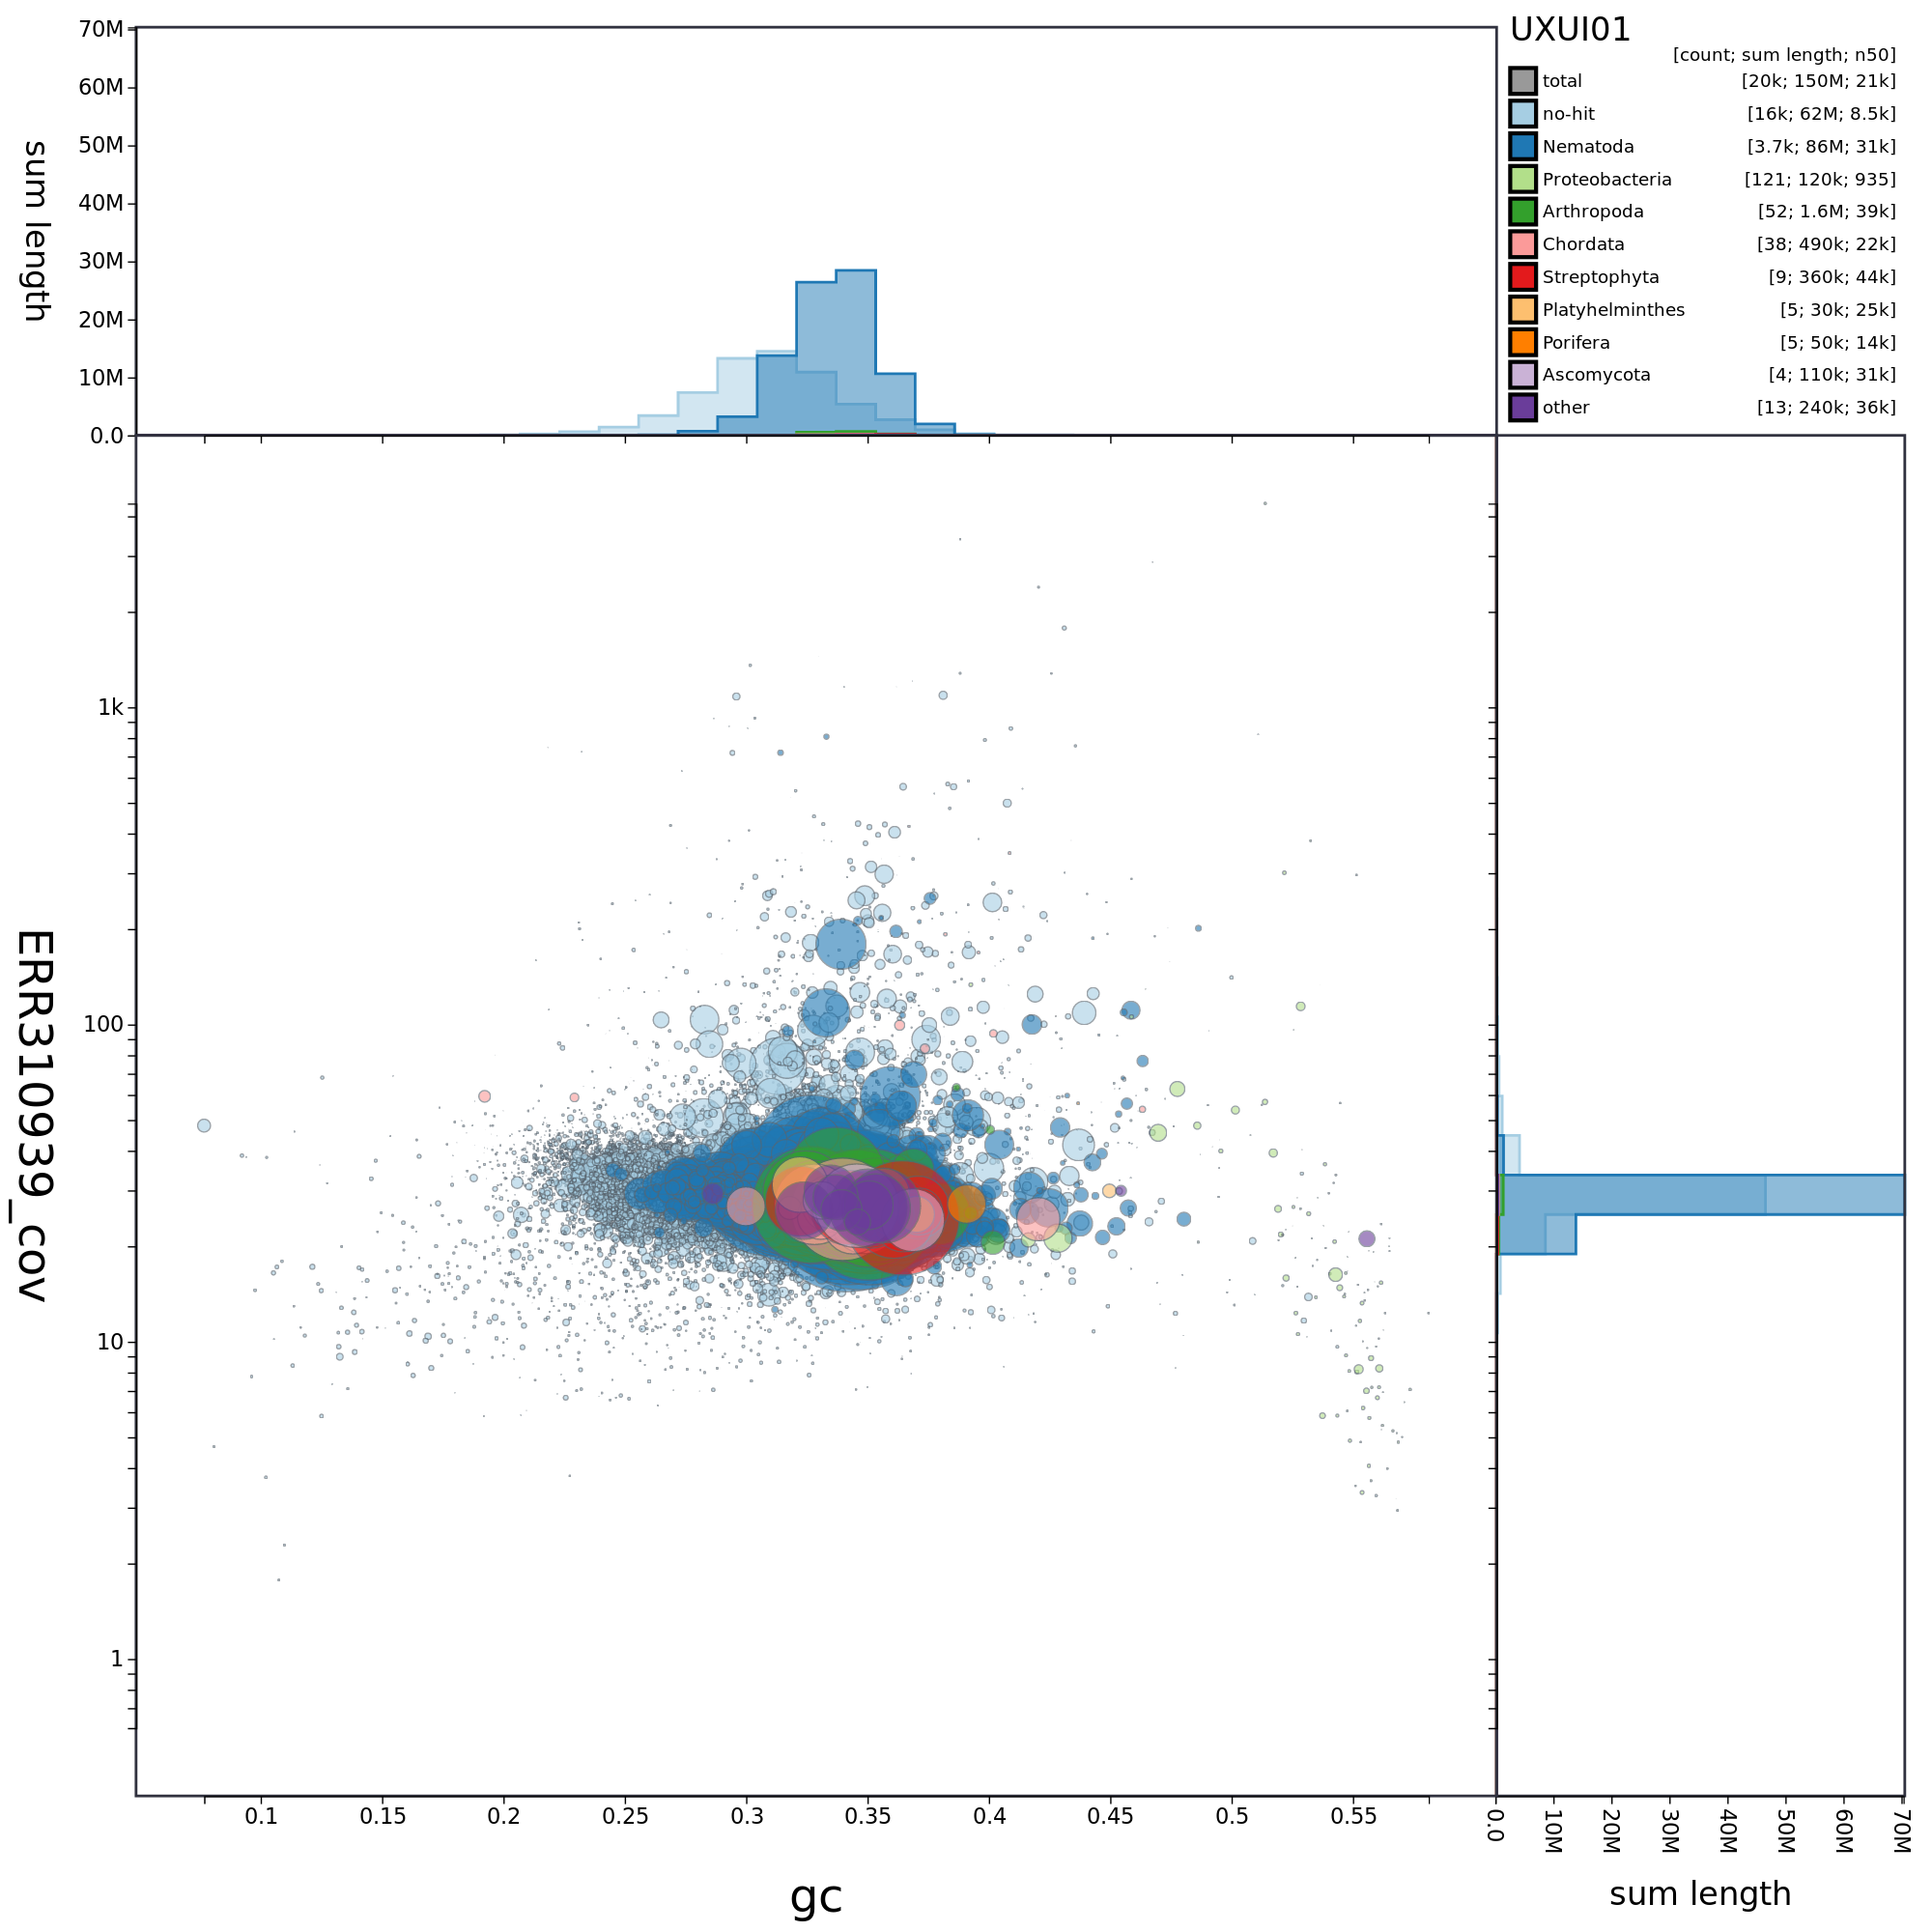 UXUI01
[count; sum length; n50]
total [20k; 150M; 21k]
no-hit [16k; 62M; 8.5k]
Nematoda [3.7k; 86M; 31k]
Proteobacteria [121; 120k; 935]
Arthropoda [52; 1.6M; 39k]
Chordata [38; 490k; 22k]
Streptophyta [9; 360k; 44k]
Platyhelminthes [5; 30k; 25k]
Porifera [5; 50k; 14k]
Ascomycota [4; 110k; 31k]
other [13; 240k; 36k]
sum length
70M
60M
50M
40M
30M
20M
10M
0.0
ERR310939_cov
1k
100
10
1
0.1 0.15 0.2 0.25 0.3 0.35 0.4 0.45 0.5 0.55
gc
0.0 10M 20M 30M 40M 50M 60M 70M
sum length